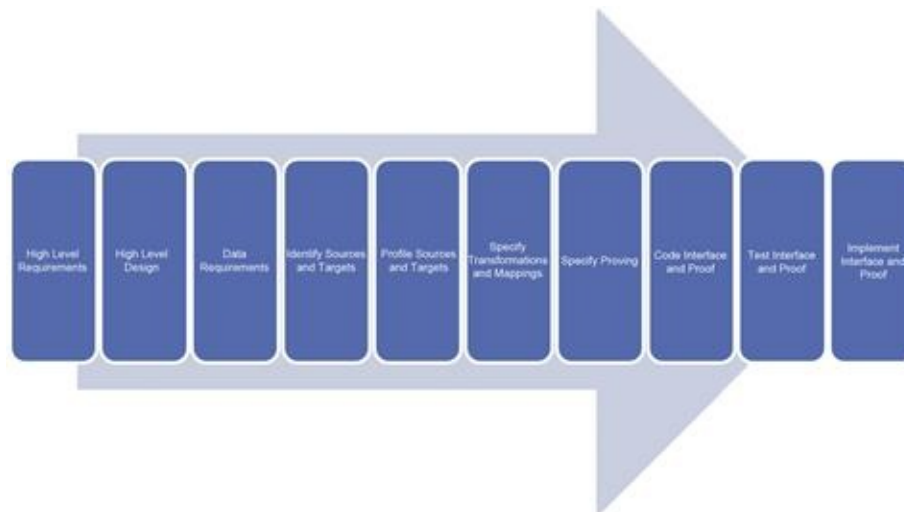 High Level
Requirements
High Level
Design
Data
Requirements
Identify Sources
and Targets
Profile Sources
and Targets
Specify
Transformations
and Mappings
Specify Proving
Code Interface
and Proof
Test Interface
and Proof
Implement
Interface and
Proof